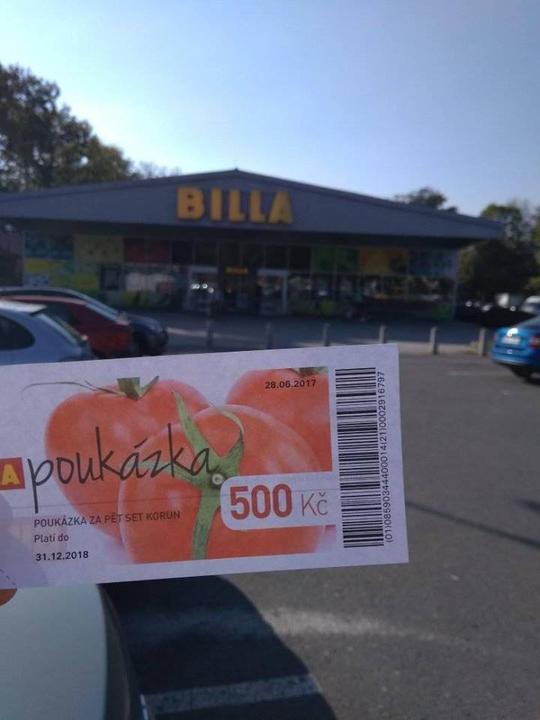 BILLA
28.06.2017
A
poukázka
500 Kč
POUKÁZKA ZA PĚT SET KORUN
Platí do
31.12.2018
(01)08590344400014(21)0002916797